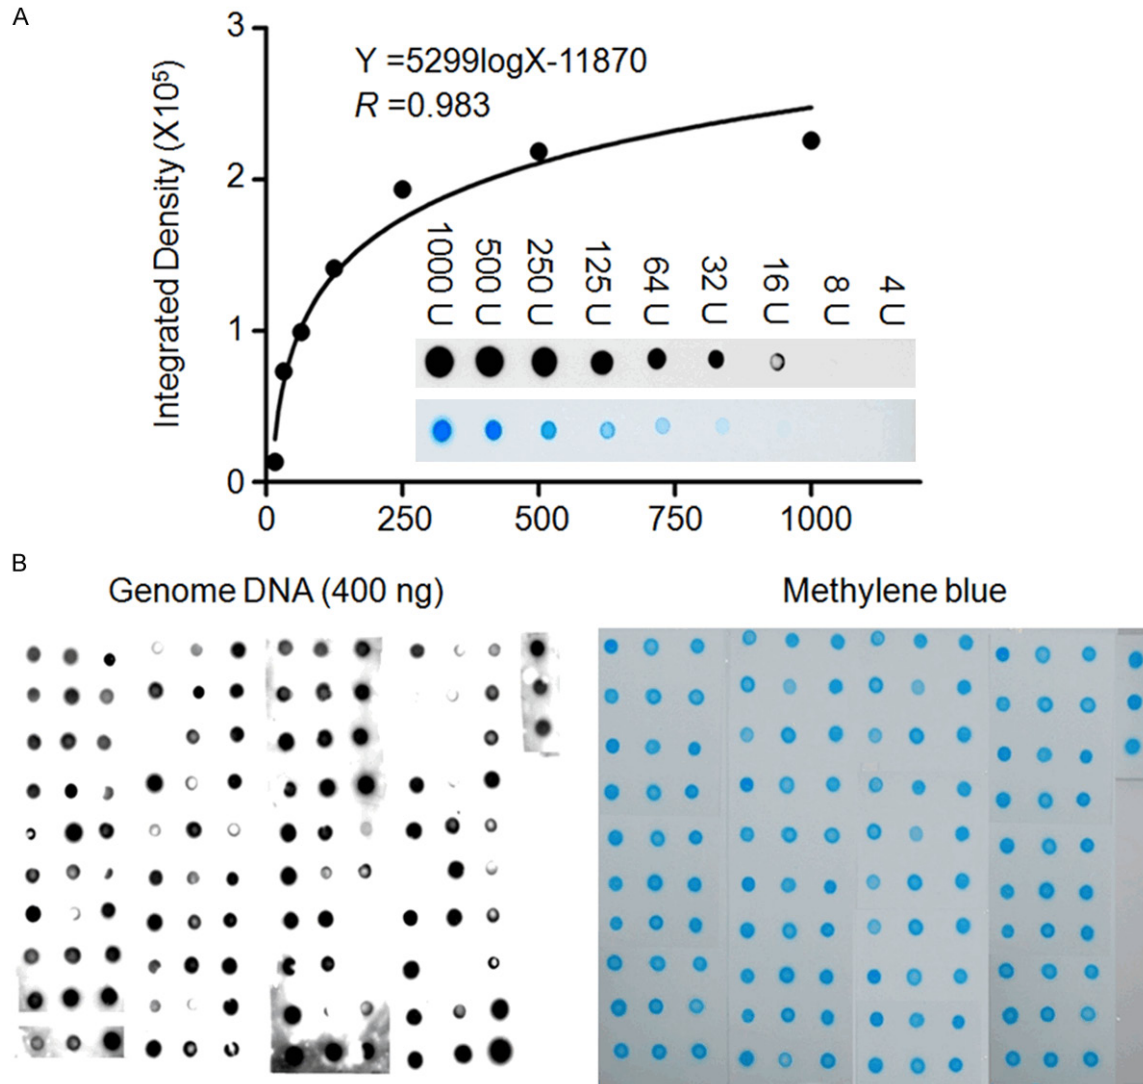 A
3
Y =5299logX-11870
R =0.983
Integrated Density (X10⁵)
2
1000 U
500 U
250 U
125 U
64 U
32 U
16 U
8 U
4 U
1
0
0 250 500 750 1000
B
Genome DNA (400 ng) Methylene blue